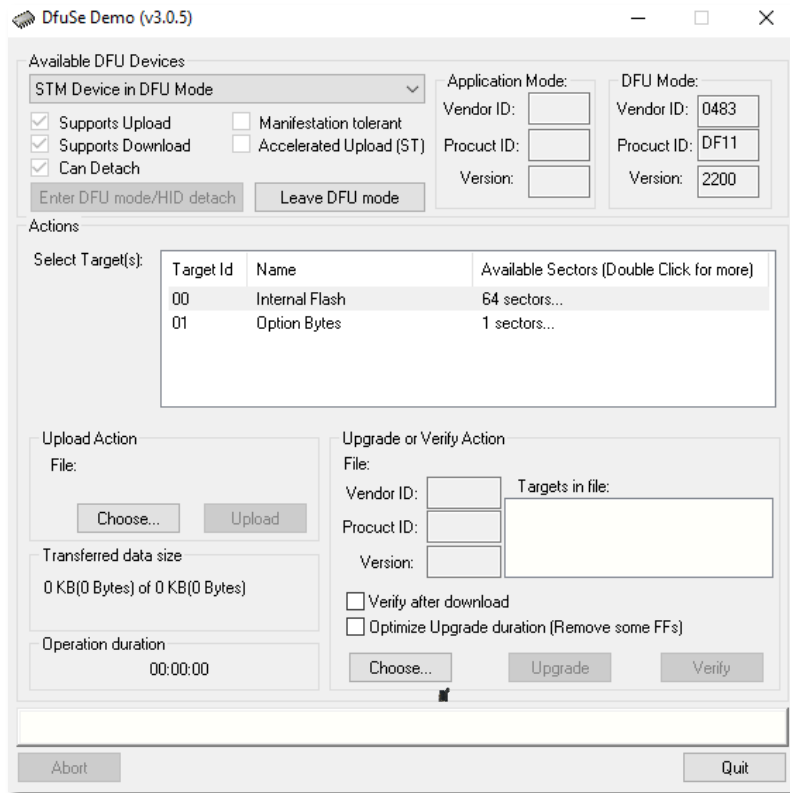 DfuSe Demo (v3.0.5)
Available DFU Devices
STM Device in DFU Mode
Supports Upload
Manifestation tolerant
Supports Download
Accelerated Upload (ST)
Can Detach
Enter DFU mode/HID detach
Leave DFU mode
Application Mode:
Vendor ID:
Procuct ID:
Version:
DFU Mode:
Vendor ID: 0483
Procuct ID: DF11
Version: 2200
Actions
Select Target(s):
Target Id Name Available Sectors (Double Click for more)
00 Internal Flash 64 sectors...
01 Option Bytes 1 sectors...
Upload Action
File:
Choose... Upload
Transferred data size
0 KB(0 Bytes) of 0 KB(0 Bytes)
Operation duration
00:00:00
Upgrade or Verify Action
File:
Vendor ID:
Procuct ID:
Version:
Targets in file:
Verify after download
Optimize Upgrade duration (Remove some FFs)
Choose... Upgrade Verify
Abort Quit